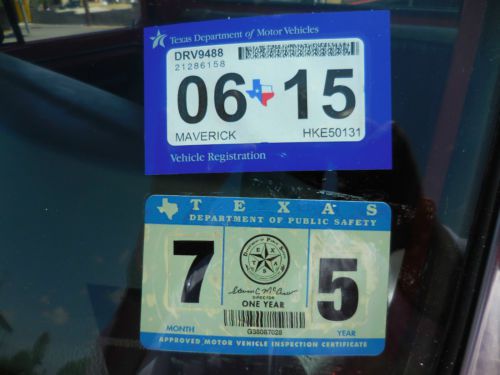 Texas Department of Motor Vehicles
DRV9488
21286158
06 15
MAVERICK HKE50131
Vehicle Registration
TEXAS
DEPARTMENT OF PUBLIC SAFETY
7 5
DIRECTOR
ONE YEAR
MONTH G38087028 YEAR
APPROVED MOTOR VEHICLE INSPECTION CERTIFICATE